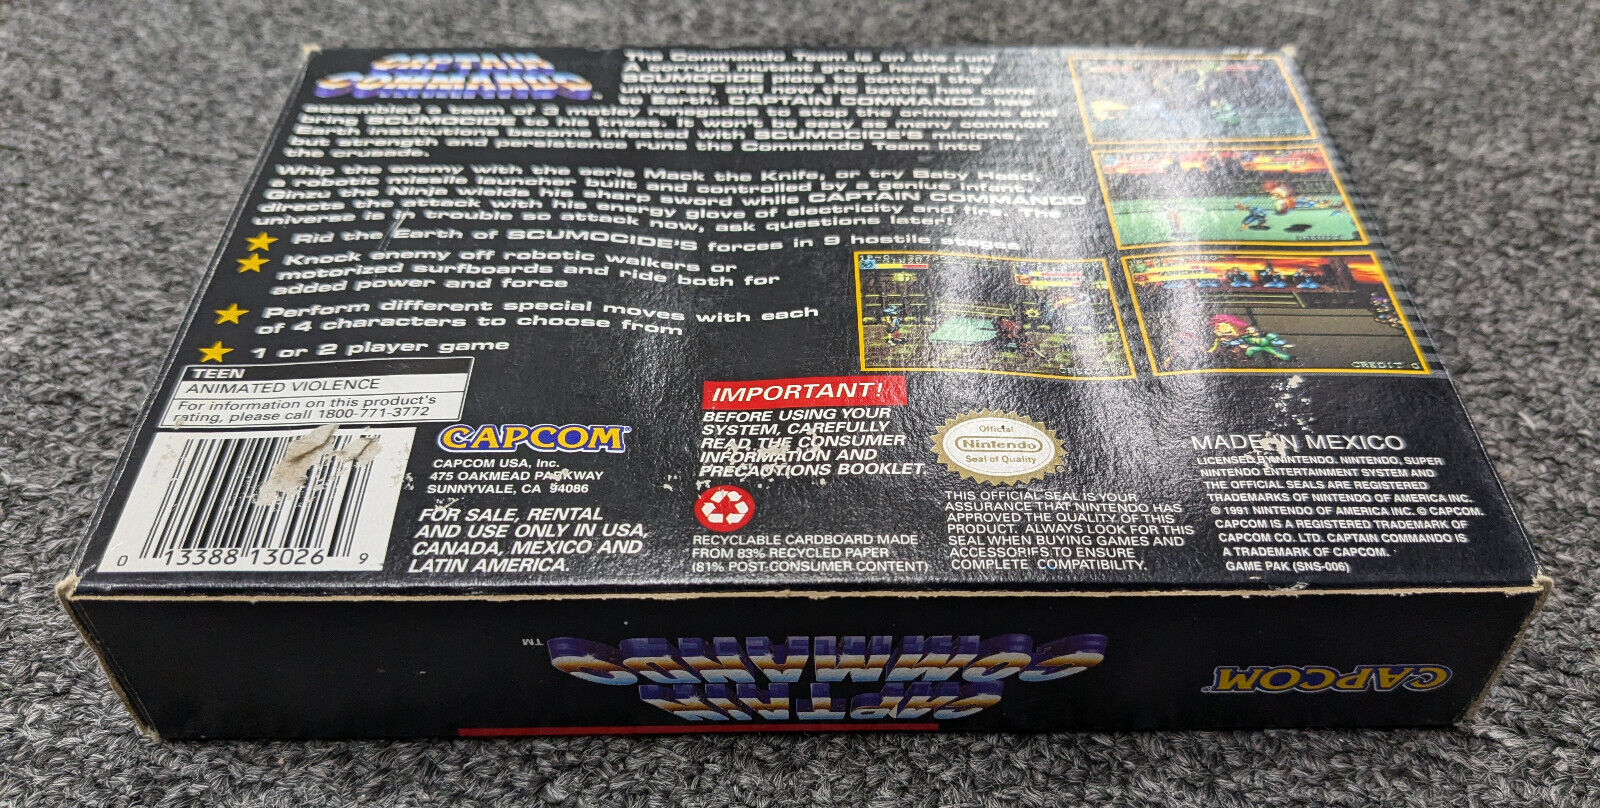 CAPTAIN
COMMANDO
The Commando Team is on the run!
A corrupt mutant group headed by
SCUMOCIDE plots to control the
universe, and now the battle has come
to Earth. CAPTAIN COMMANDO has
assembled a team of 3 motley renegades to stop the crimewave and
bring SCUMOCIDE to his knees. It won't be easy as many common
Earth institutions become infested with SCUMOCIDE'S minions,
but strength and persistence runs the Commando Team into
the crusade.
Whip the enemy with the eerie Mack the Knife, or try Baby Head,
a robotic missile launcher built and controlled by a genius infant.
Ginzu the Ninja wields his sharp sword while CAPTAIN COMMANDO
directs the attack with his energy glove of electricity and fire. The
universe is in trouble so attack now, ask questions later!
Rid the Earth of SCUMOCIDE'S forces in 9 hostile stages
Knock enemy off robotic walkers or
motorized surfboards and ride both for
added power and force
Perform different special moves with each
of 4 characters to choose from
1 or 2 player game
TEEN
ANIMATED VIOLENCE
For information on this product's
rating, please call 1800-771-3772
0 13388 13026 9
CAPCOM
CAPCOM USA, Inc.
475 OAKMEAD PARKWAY
SUNNYVALE, CA 94086
FOR SALE, RENTAL
AND USE ONLY IN USA,
CANADA, MEXICO AND
LATIN AMERICA.
IMPORTANT!
BEFORE USING YOUR
SYSTEM, CAREFULLY
READ THE CONSUMER
INFORMATION AND
PRECAUTIONS BOOKLET.
RECYCLABLE CARDBOARD MADE
FROM 83% RECYCLED PAPER
(81% POST-CONSUMER CONTENT)
Official
Nintendo
Seal of Quality
THIS OFFICIAL SEAL IS YOUR
ASSURANCE THAT NINTENDO HAS
APPROVED THE QUALITY OF THIS
PRODUCT. ALWAYS LOOK FOR THIS
SEAL WHEN BUYING GAMES AND
ACCESSORIES TO ENSURE
COMPLETE COMPATIBILITY.
CREDIT 0
MADE IN MEXICO
LICENSED BY NINTENDO. NINTENDO, SUPER
NINTENDO ENTERTAINMENT SYSTEM AND
THE OFFICIAL SEALS ARE REGISTERED
TRADEMARKS OF NINTENDO OF AMERICA INC.
© 1991 NINTENDO OF AMERICA INC. © CAPCOM.
CAPCOM IS A REGISTERED TRADEMARK OF
CAPCOM CO. LTD. CAPTAIN COMMANDO IS
A TRADEMARK OF CAPCOM.
GAME PAK (SNS-006)
CAPTAIN
COMMANDO™
CAPCOM™